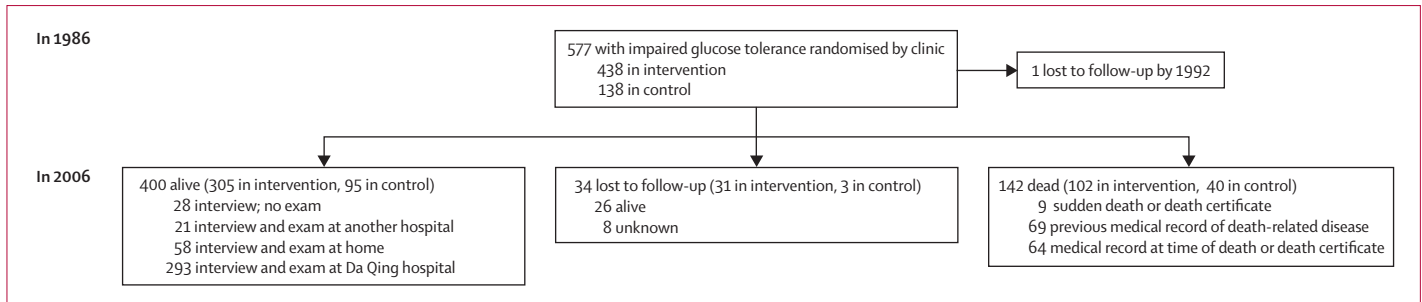 In 1986
577 with impaired glucose tolerance randomised by clinic
438 in intervention
138 in control
1 lost to follow-up by 1992
In 2006
400 alive (305 in intervention, 95 in control)
28 interview; no exam
21 interview and exam at another hospital
58 interview and exam at home
293 interview and exam at Da Qing hospital
34 lost to follow-up (31 in intervention, 3 in control)
26 alive
8 unknown
142 dead (102 in intervention, 40 in control)
9 sudden death or death certificate
69 previous medical record of death-related disease
64 medical record at time of death or death certificate